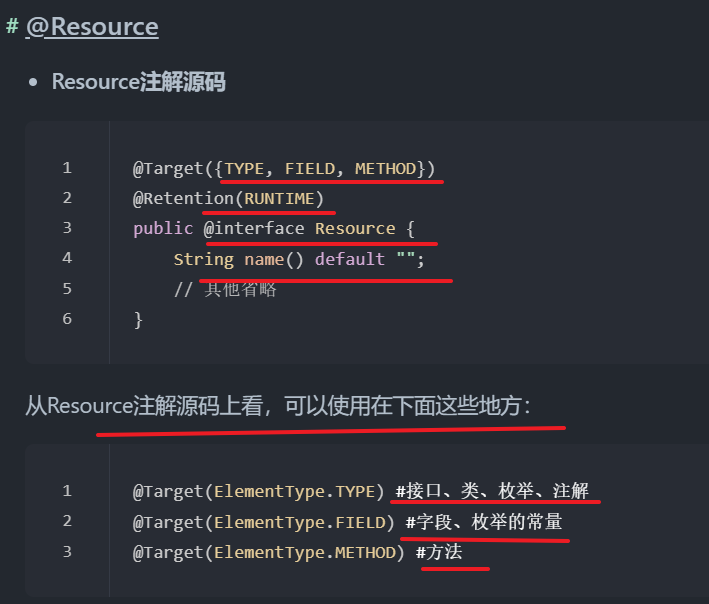 # @Resource
• Resource注解源码
1 @Target({TYPE, FIELD, METHOD})
2 @Retention(RUNTIME)
3 public @interface Resource {
4     String name() default "";
5     // 其他省略
6 }
从Resource注解源码上看，可以使用在下面这些地方：
1 @Target(ElementType.TYPE) #接口、类、枚举、注解
2 @Target(ElementType.FIELD) #字段、枚举的常量
3 @Target(ElementType.METHOD) #方法